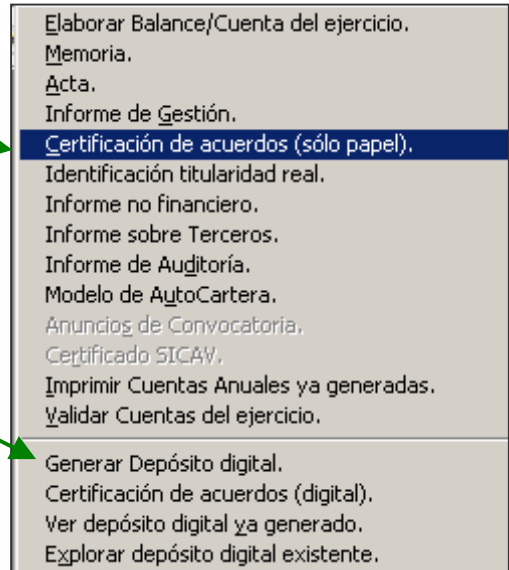 Elaborar Balance/Cuenta del ejercicio.
Memoria.
Acta.
Informe de Gestión.
Certificación de acuerdos (sólo papel).
Identificación titularidad real.
Informe no financiero.
Informe sobre Terceros.
Informe de Auditoría.
Modelo de AutoCartera.
Anuncios de Convocatoria.
Certificado SICAV.
Imprimir Cuentas Anuales ya generadas.
Validar Cuentas del ejercicio.
Generar Depósito digital.
Certificación de acuerdos (digital).
Ver depósito digital ya generado.
Explorar depósito digital existente.